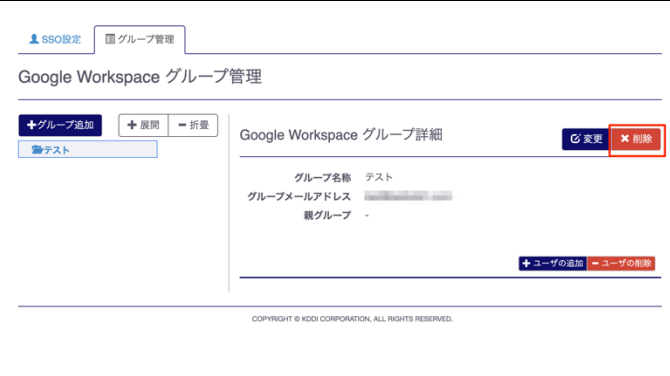 SSO設定 グループ管理
Google Workspace グループ管理
+グループ追加 + 展開 − 折畳
テスト
Google Workspace グループ詳細
変更 × 削除
グループ名称 テスト
グループメールアドレス
親グループ -
+ ユーザの追加 − ユーザの削除
COPYRIGHT © KDDI CORPORATION, ALL RIGHTS RESERVED.